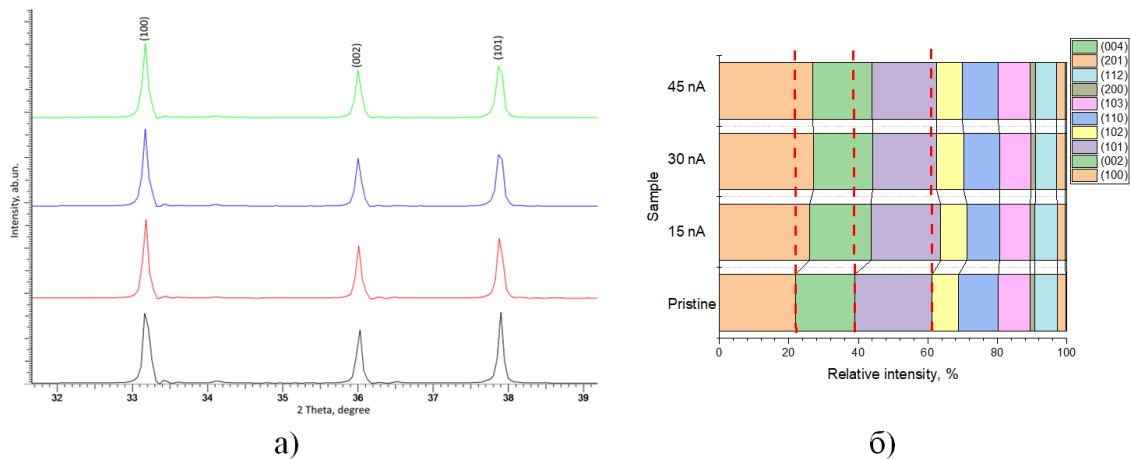 (100)
(002)
(101)
Intensity, ab.un.
32 33 34 35 36 37 38 39
2 Theta, degree
а)
45 nA
30 nA
15 nA
Pristine
Sample
0 20 40 60 80 100
Relative intensity, %
(004)
(201)
(112)
(200)
(103)
(110)
(102)
(101)
(002)
(100)
б)